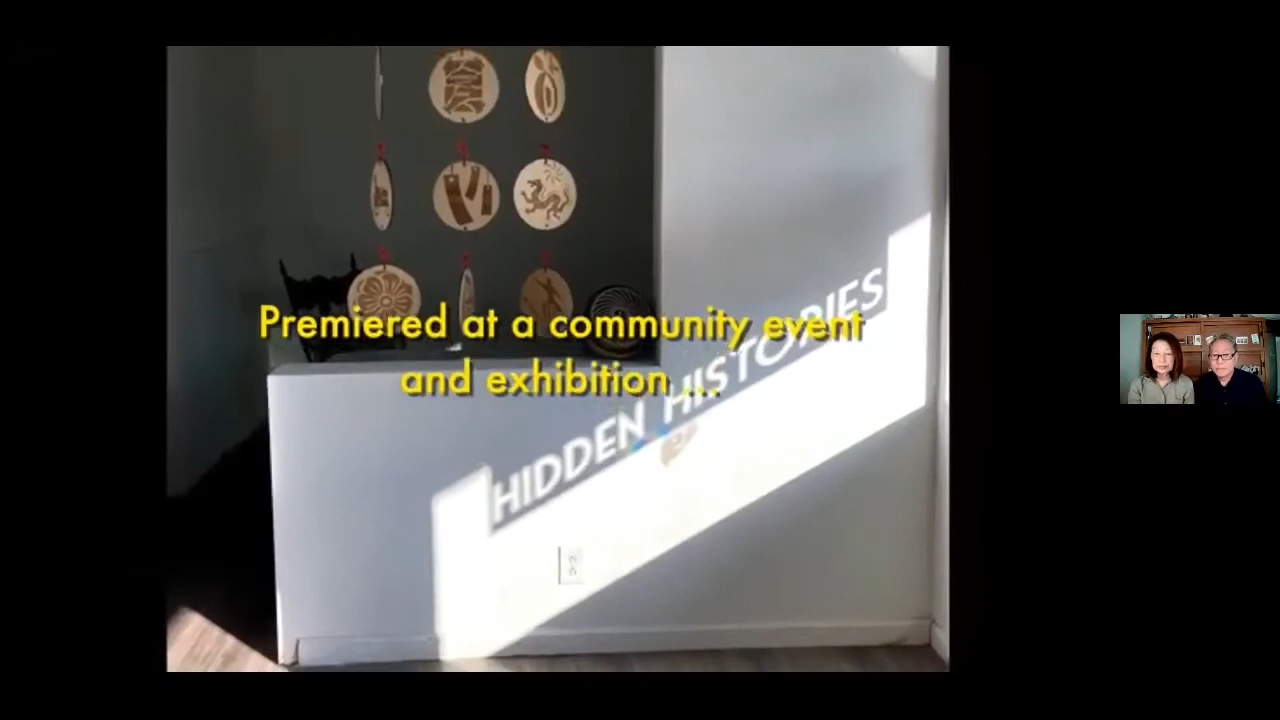 Premiered at a community event
and exhibition ...
HIDDEN HISTORIES